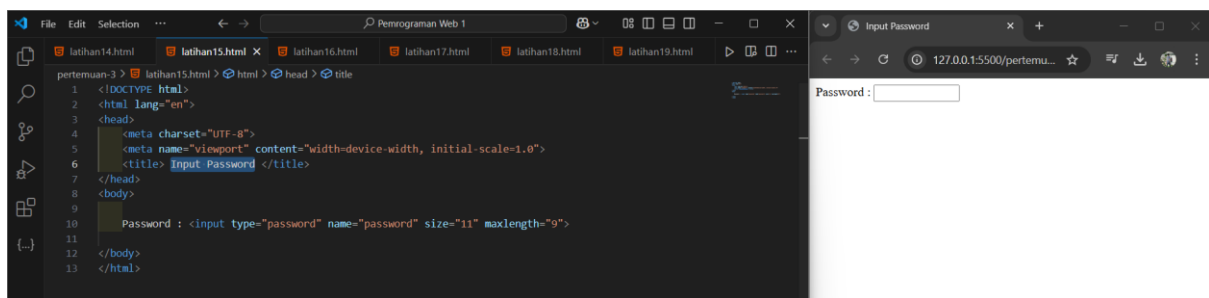 File Edit Selection ··· Pemrograman Web 1
latihan14.html latihan15.html latihan16.html latihan17.html latihan18.html latihan19.html
pertemuan-3 > latihan15.html > html > head > title
1 <!DOCTYPE html>
2 <html lang="en">
3 <head>
4 <meta charset="UTF-8">
5 <meta name="viewport" content="width=device-width, initial-scale=1.0">
6 <title> Input Password </title>
7 </head>
8 <body>
9
10 Password : <input type="password" name="password" size="11" maxlength="9">
11
12 </body>
13 </html>
Input Password
127.0.0.1:5500/pertemu...
Password :